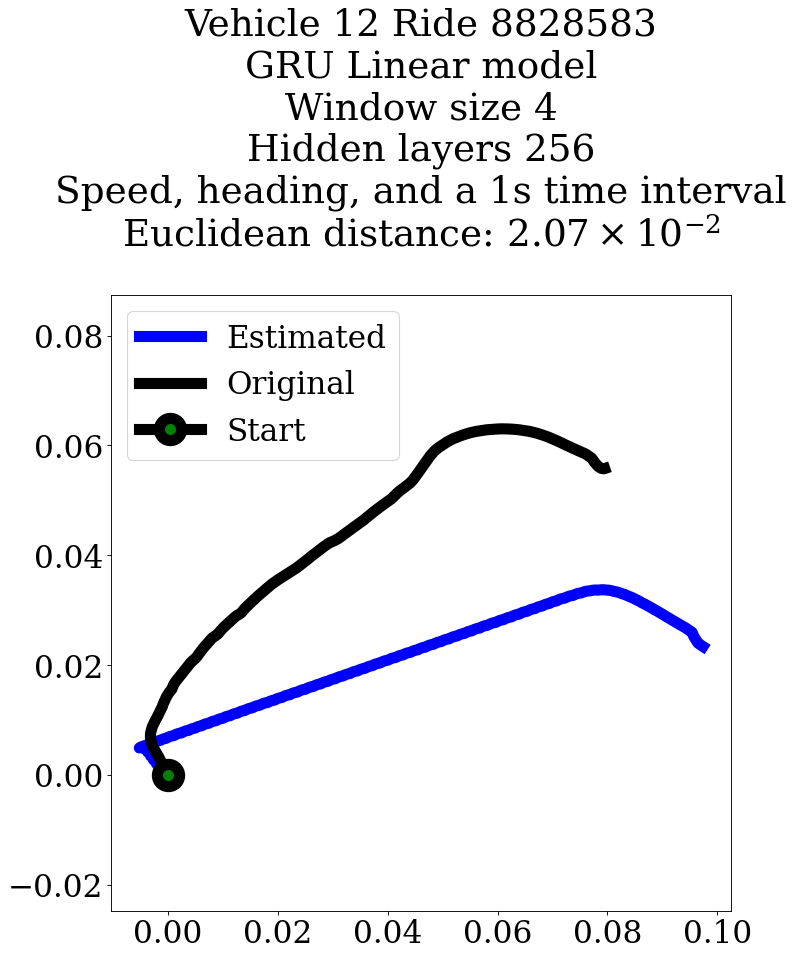 Vehicle 12 Ride 8828583
GRU Linear model
Window size 4
Hidden layers 256
Speed, heading, and a 1s time interval
Euclidean distance: 2.07 × 10⁻²
Estimated
Original
Start
0.08
0.06
0.04
0.02
0.00
−0.02
0.00 0.02 0.04 0.06 0.08 0.10